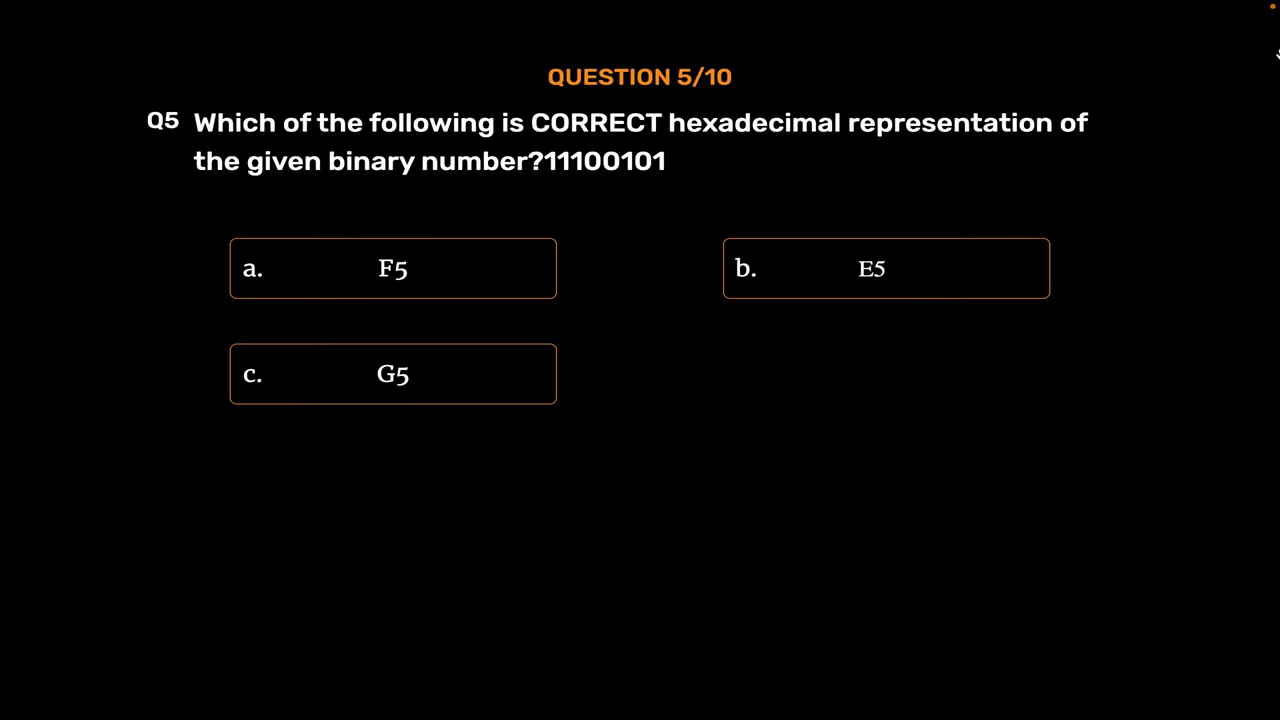 QUESTION 5/10
Q5 Which of the following is CORRECT hexadecimal representation of
the given binary number?11100101
a. F5
b. E5
c. G5